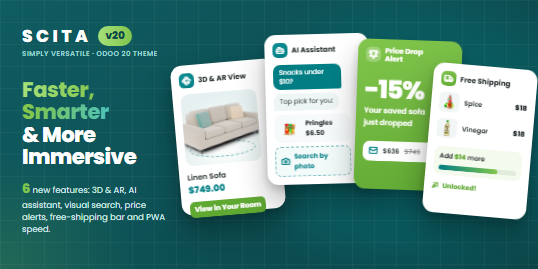 SCITA v20
SIMPLY VERSATILE · ODOO 20 THEME
Faster,
Smarter
& More
Immersive
6 new features: 3D & AR, AI
assistant, visual search, price
alerts, free-shipping bar and PWA
speed.
3D & AR View
Linen Sofa
$749.00
View in Your Room
AI Assistant
Snacks under
$10?
Top pick for you:
Pringles
$6.50
Search by
photo
Price Drop
Alert
-15%
Your saved sofa
just dropped
$636 $749
Free Shipping
Spice $18
Vinegar $18
Add $14 more
Unlocked!